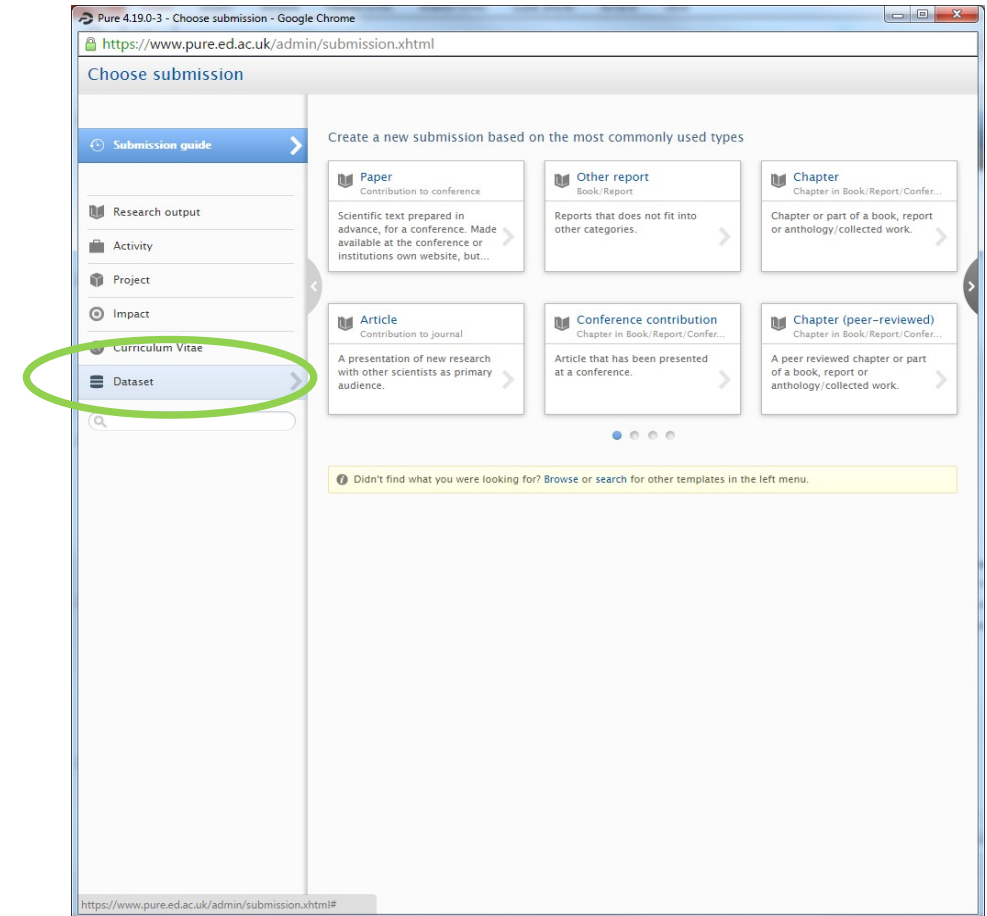 Pure 4.19.0-3 - Choose submission - Google Chrome
https://www.pure.ed.ac.uk/admin/submission.xhtml
Choose submission
Submission guide
Research output
Activity
Project
Impact
Curriculum Vitae
Dataset
Create a new submission based on the most commonly used types
Paper
Contribution to conference
Scientific text prepared in
advance, for a conference. Made
available at the conference or
institutions own website, but...
Other report
Book/Report
Reports that does not fit into
other categories.
Chapter
Chapter in Book/Report/Confer...
Chapter or part of a book, report
or anthology/collected work.
Article
Contribution to journal
A presentation of new research
with other scientists as primary
audience.
Conference contribution
Chapter in Book/Report/Confer...
Article that has been presented
at a conference.
Chapter (peer-reviewed)
Chapter in Book/Report/Confer...
A peer reviewed chapter or part
of a book, report or
anthology/collected work.
Didn't find what you were looking for? Browse or search for other templates in the left menu.
https://www.pure.ed.ac.uk/admin/submission.xhtml#